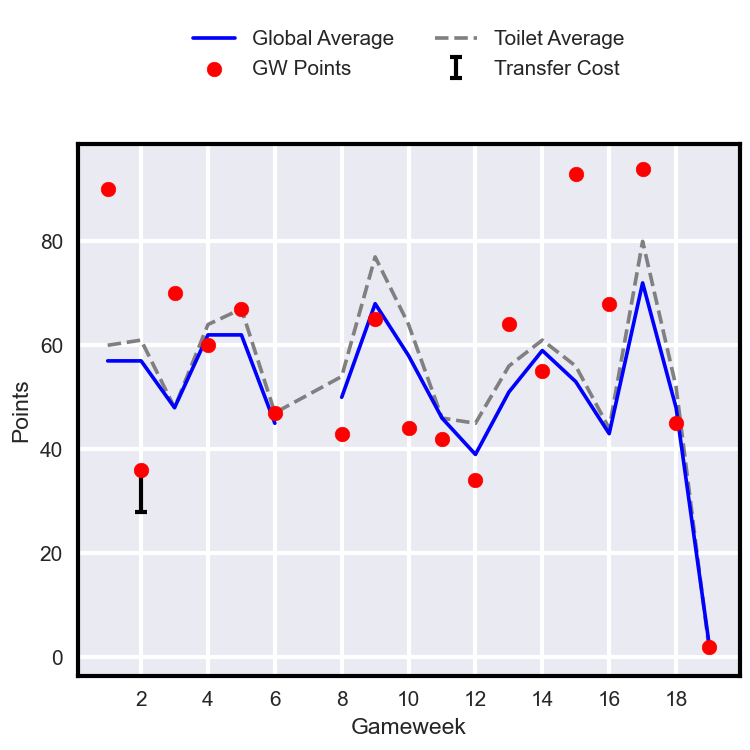 Global Average
Toilet Average
GW Points
Transfer Cost
80
60
40
20
0
Points
2 4 6 8 10 12 14 16 18
Gameweek